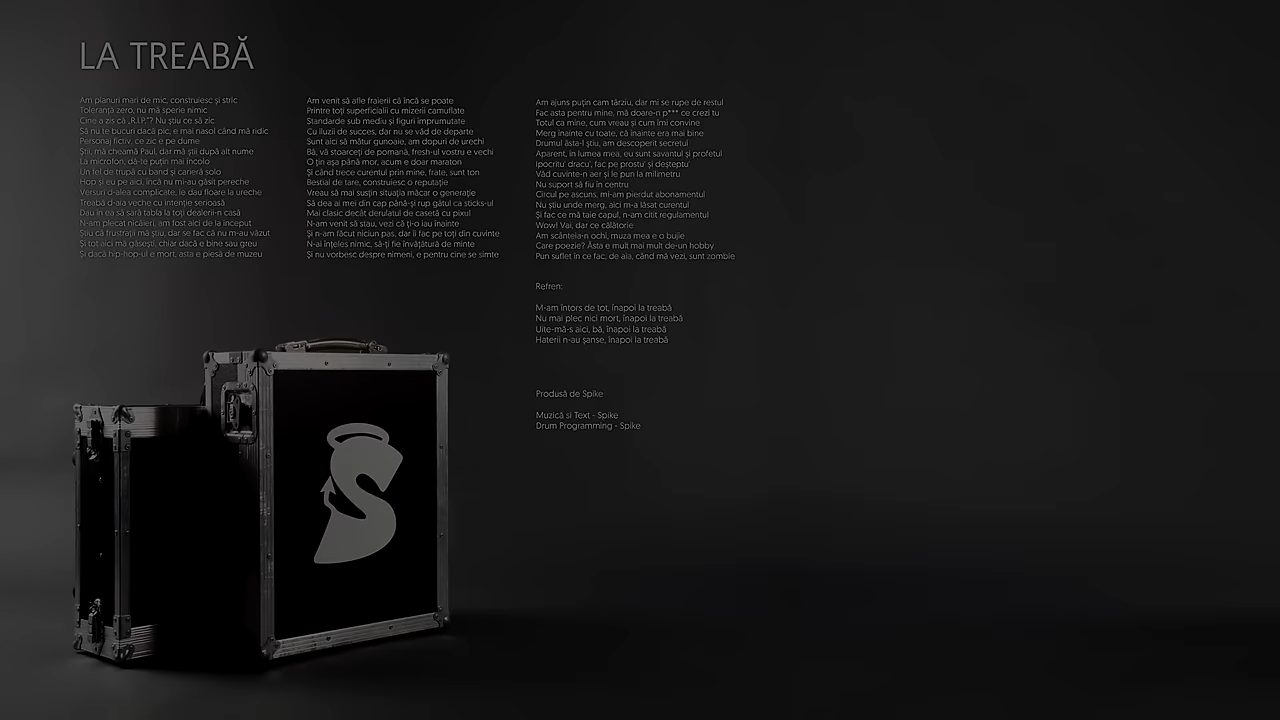 LA TREABĂ
Am planuri mari de mic, construiesc și stric
Toleranță zero, nu mă sperie nimic
Cine a zis că „R.I.P.”? Nu știu ce să zic
Să nu te bucuri dacă pic, e mai nasol când mă ridic
Personaj fictiv, ce zic e pe dume
Știi, mă cheamă Paul, dar mă știi după alt nume
La microfon, dă-te puțin mai încolo
Un fel de trupă cu band și carieră solo
Hop și eu pe aici, încă nu mi-au găsit pereche
Versuri d-alea complicate, le dau floare la ureche
Treabă d-aia veche cu intenție serioasă
Dau în ea să sară tabla la toți dealerii-n casă
N-am plecat nicăieri, am fost aici de la început
Știu că frustrații mă știu, dar se fac că nu m-au văzut
Și tot aici mă găsești, chiar dacă e bine sau greu
Și dacă hip-hop-ul e mort, asta e piesă de muzeu
Am venit să afle fraierii că încă se poate
Printre toți superficialii cu mizerii camuflate
Standarde sub mediu și figuri împrumutate
Cu iluzii de succes, dar nu se văd de departe
Sunt aici să mătur gunoaie, am dopuri de urechi
Bă, vă stoarceți de pomană, fresh-ul vostru e vechi
O țin așa până mor, acum e doar maraton
Și când trece curentul prin mine, frate, sunt ton
Bestial de tare, construiesc o reputație
Vreau să mai susțin situația măcar o generație
Să dea ai mei din cap până-și rup gâtul ca sticks-ul
Mai clasic decât derulatul de casetă cu pixul
N-am venit să stau, vezi că ți-o iau înainte
Și n-am făcut niciun pas, dar îi fac pe toți din cuvinte
N-ai înțeles nimic, să-ți fie învățătură de minte
Și nu vorbesc despre nimeni, e pentru cine se simte
Am ajuns puțin cam târziu, dar mi se rupe de restul
Fac asta pentru mine, mă doare-n p*** ce crezi tu
Totul ca mine, cum vreau și cum îmi convine
Merg înainte cu toate, că înainte era mai bine
Drumul ăsta-l știu, am descoperit secretul
Aparent, în lumea mea, eu sunt savantul și profetul
Ipocritu' dracu', fac pe prostu' și deșteptu'
Văd cuvinte-n aer și le pun la milimetru
Nu suport să fiu în centru
Circul pe ascuns, mi-am pierdut abonamentul
Nu știu unde merg, aici m-a lăsat curentul
Și fac ce mă taie capul, n-am citit regulamentul
Wow! Vai, dar ce călătorie
Am scânteia-n ochi, muza mea e o bujie
Care poezie? Ăsta e mult mai mult de-un hobby
Pun suflet în ce fac, de aia, când mă vezi, sunt zombie
Refren:
M-am întors de tot, înapoi la treabă
Nu mai plec nici mort, înapoi la treabă
Uite-mă-s aici, bă, înapoi la treabă
Haterii n-au șanse, înapoi la treabă
Produsă de Spike
Muzică si Text - Spike
Drum Programming - Spike